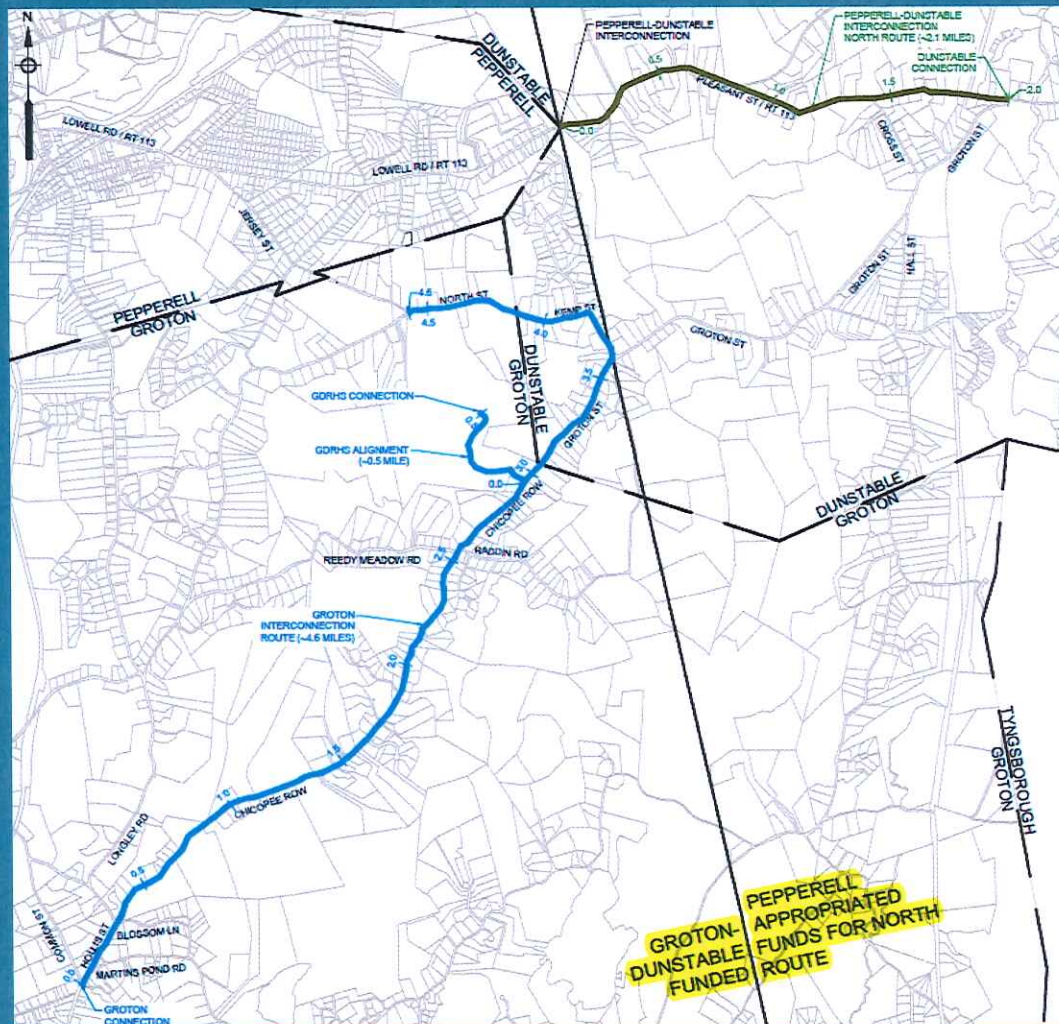 N
DUNSTABLE
PEPPERELL
PEPPERELL-DUNSTABLE
INTERCONNECTION
PEPPERELL-DUNSTABLE
INTERCONNECTION
NORTH ROUTE (~2.1 MILES)
DUNSTABLE
CONNECTION
0.5
PLEASANT ST / RT 113
1.0
1.5
2.0
0.0
LOWELL RD / RT 113
LOWELL RD / RT 113
CROSS ST
GROTON ST
JERSEY ST
GROTON ST
HALL ST
PEPPERELL
GROTON
4.6
NORTH ST
4.5
4.0
KEMP ST
GROTON ST
DUNSTABLE
GROTON
3.5
GDRHS CONNECTION
0.5
GROTON ST
GDRHS ALIGNMENT
(~0.5 MILE)
3.0
0.0
CHICOPEE ROW
DUNSTABLE
GROTON
2.5
RADDIN RD
REEDY MEADOW RD
GROTON
INTERCONNECTION
ROUTE (~4.6 MILES)
2.0
1.5
TYNGSBOROUGH
GROTON
1.0
CHICOPEE ROW
LONGLEY RD
0.5
COMMON ST
HOLLIS ST
BLOSSOM LN
0.0
MARTINS POND RD
GROTON
CONNECTION
GROTON-
DUNSTABLE
FUNDED
PEPPERELL
APPROPRIATED
FUNDS FOR NORTH
ROUTE